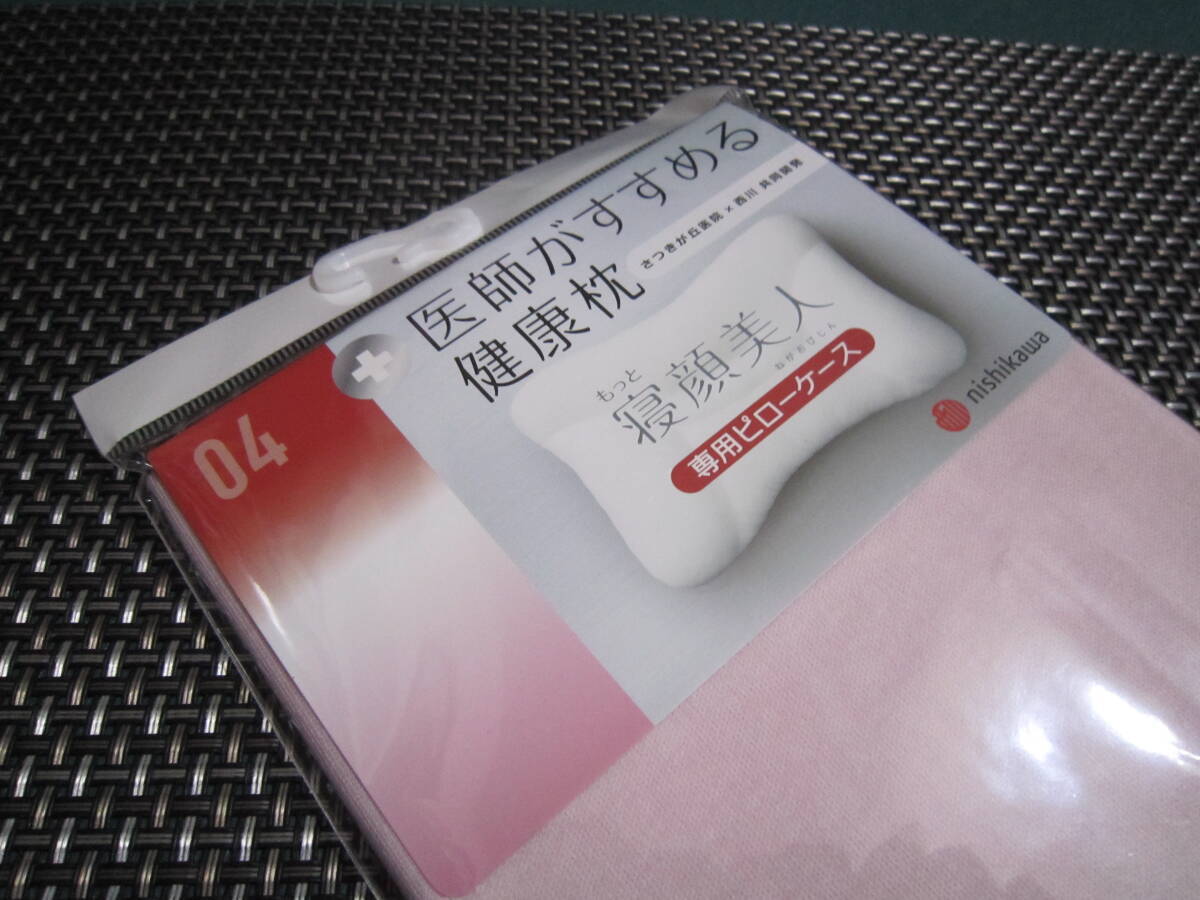 医師がすすめる
健康枕
さつきが丘医院×西川 共同開発
もっと
寝顔美人
ねがおびじん
専用ピローケース
nishikawa
04